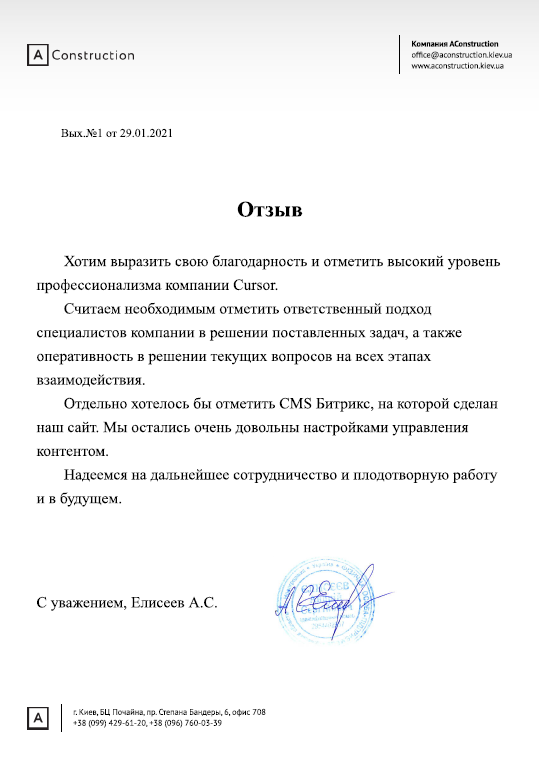 A Construction
Компания AConstruction
office@aconstruction.kiev.ua
www.aconstruction.kiev.ua
Вых.№1 от 29.01.2021
Отзыв
Хотим выразить свою благодарность и отметить высокий уровень
профессионализма компании Cursor.
Считаем необходимым отметить ответственный подход
специалистов компании в решении поставленных задач, а также
оперативность в решении текущих вопросов на всех этапах
взаимодействия.
Отдельно хотелось бы отметить CMS Битрикс, на которой сделан
наш сайт. Мы остались очень довольны настройками управления
контентом.
Надеемся на дальнейшее сотрудничество и плодотворную работу
и в будущем.
С уважением, Елисеев А.С.
A
г. Киев, БЦ Почайна, пр. Степана Бандеры, 6, офис 708
+38 (099) 429-61-20, +38 (096) 760-03-39